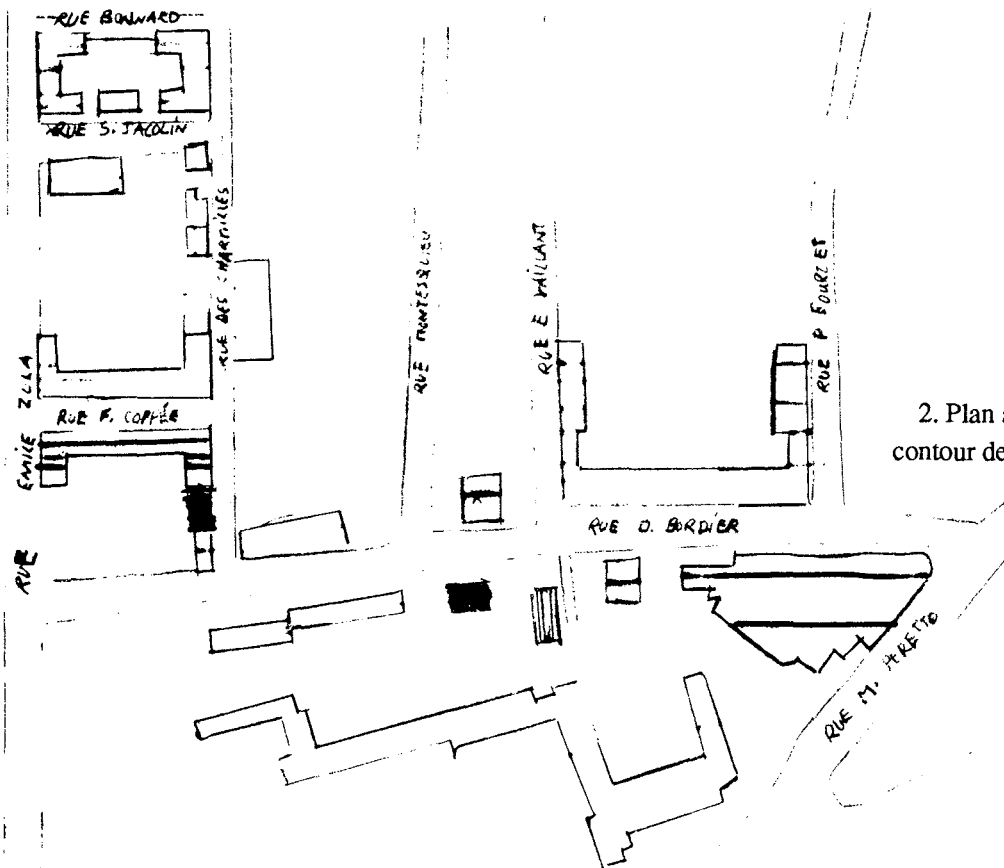 RUE BONNARD
RUE S. JACOLIN
RUE DES CHARMILLES
RUE MONTESQUIEU
RUE E VAILLANT
RUE P FOURZET
RUE EMILE ZOLA
RUE F. COPPÉE
2. Plan
contour de
RUE D. BORDIER
RUE M. PERETTO